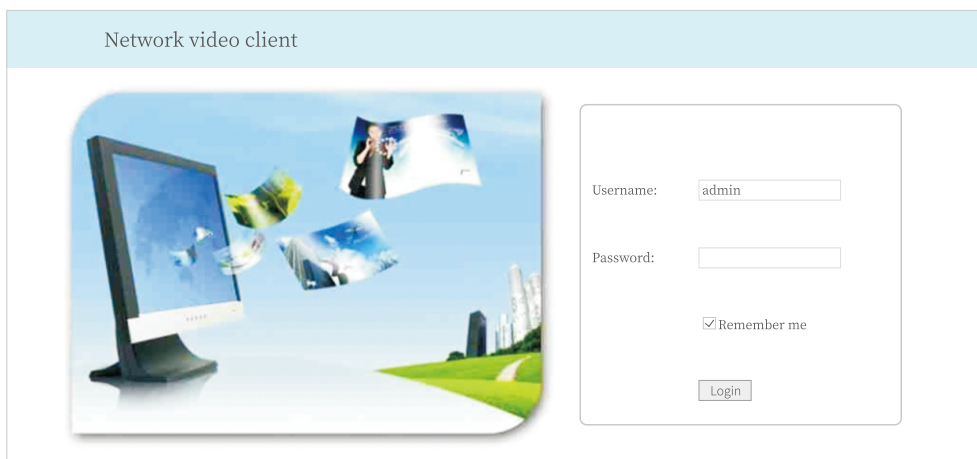 Network video client
Username:
admin
Password:
Remember me
Login